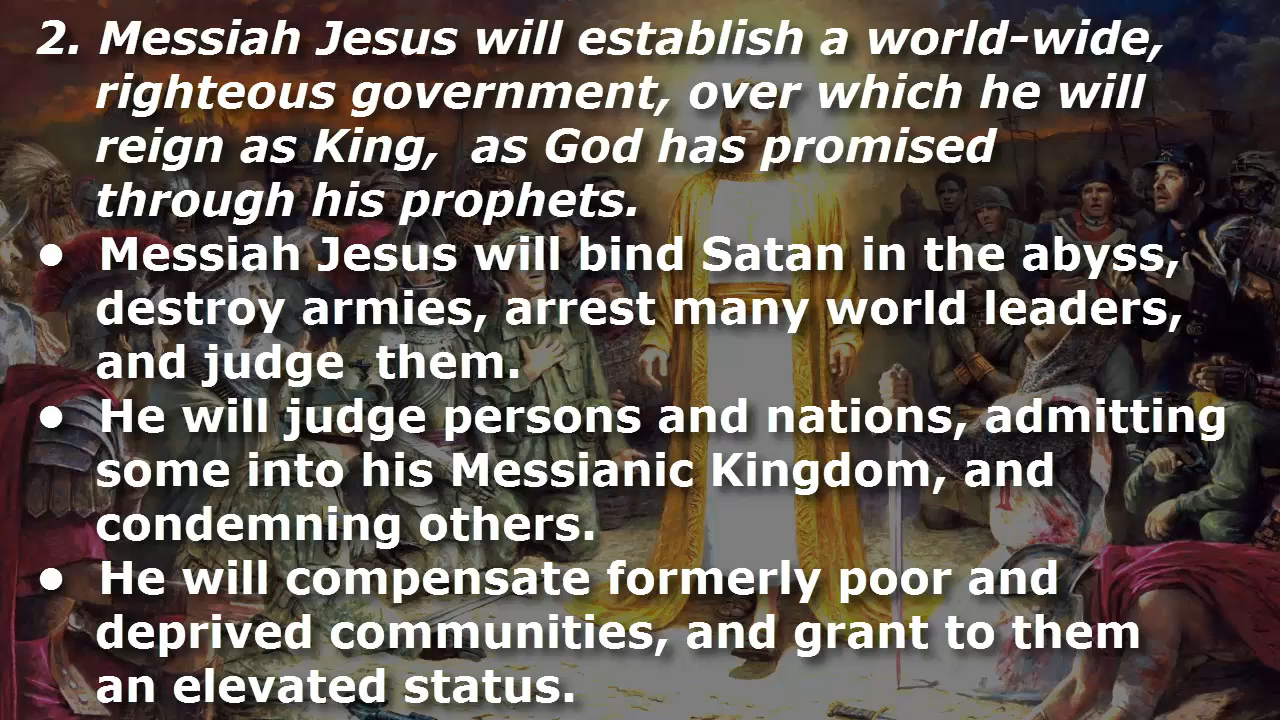 2. Messiah Jesus will establish a world-wide,
righteous government, over which he will
reign as King,  as God has promised
through his prophets.
• Messiah Jesus will bind Satan in the abyss,
destroy armies, arrest many world leaders,
and judge  them.
• He will judge persons and nations, admitting
some into his Messianic Kingdom, and
condemning others.
• He will compensate formerly poor and
deprived communities, and grant to them
an elevated status.